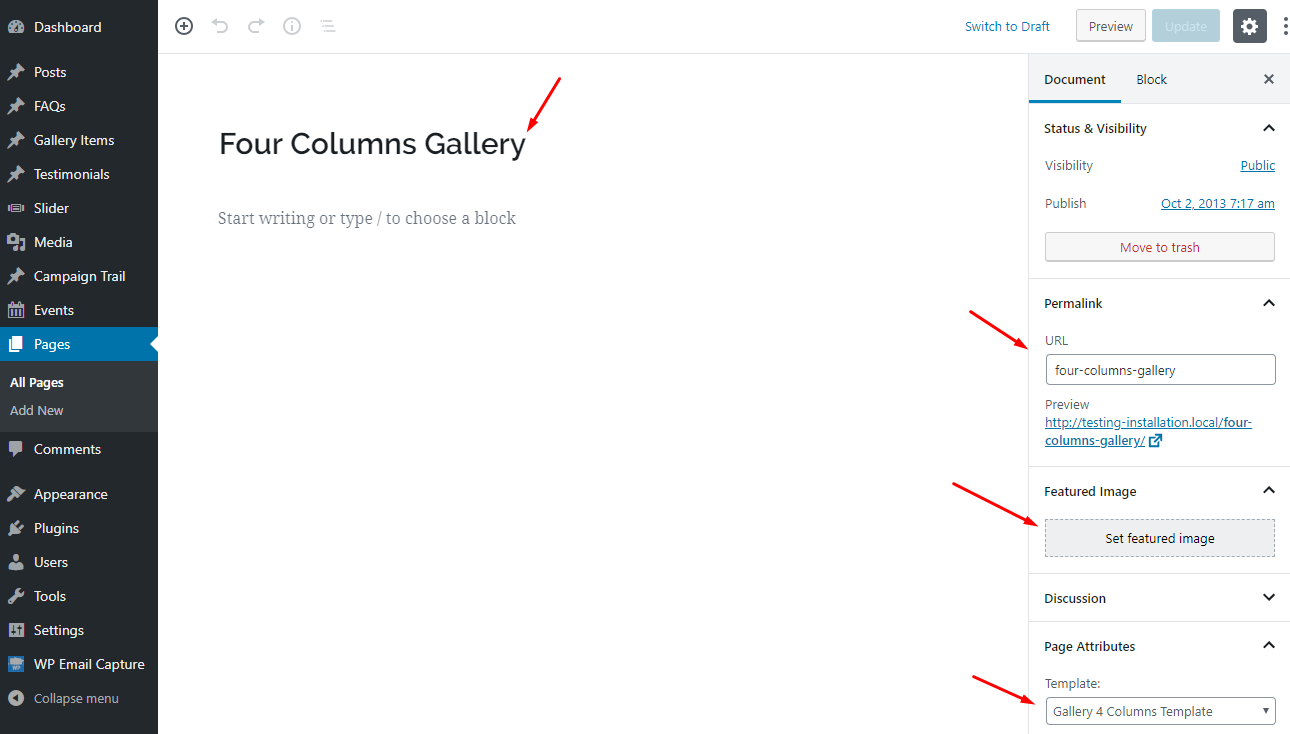 Dashboard
Posts
FAQs
Gallery Items
Testimonials
Slider
Media
Campaign Trail
Events
Pages
All Pages
Add New
Comments
Appearance
Plugins
Users
Tools
Settings
WP Email Capture
Collapse menu
Switch to Draft
Preview
Update
Four Columns Gallery
Start writing or type / to choose a block
Document Block
Status & Visibility
Visibility Public
Publish Oct 2, 2013 7:17 am
Move to trash
Permalink
URL
four-columns-gallery
Preview
http://testing-installation.local/four-
columns-gallery/
Featured Image
Set featured image
Discussion
Page Attributes
Template:
Gallery 4 Columns Template